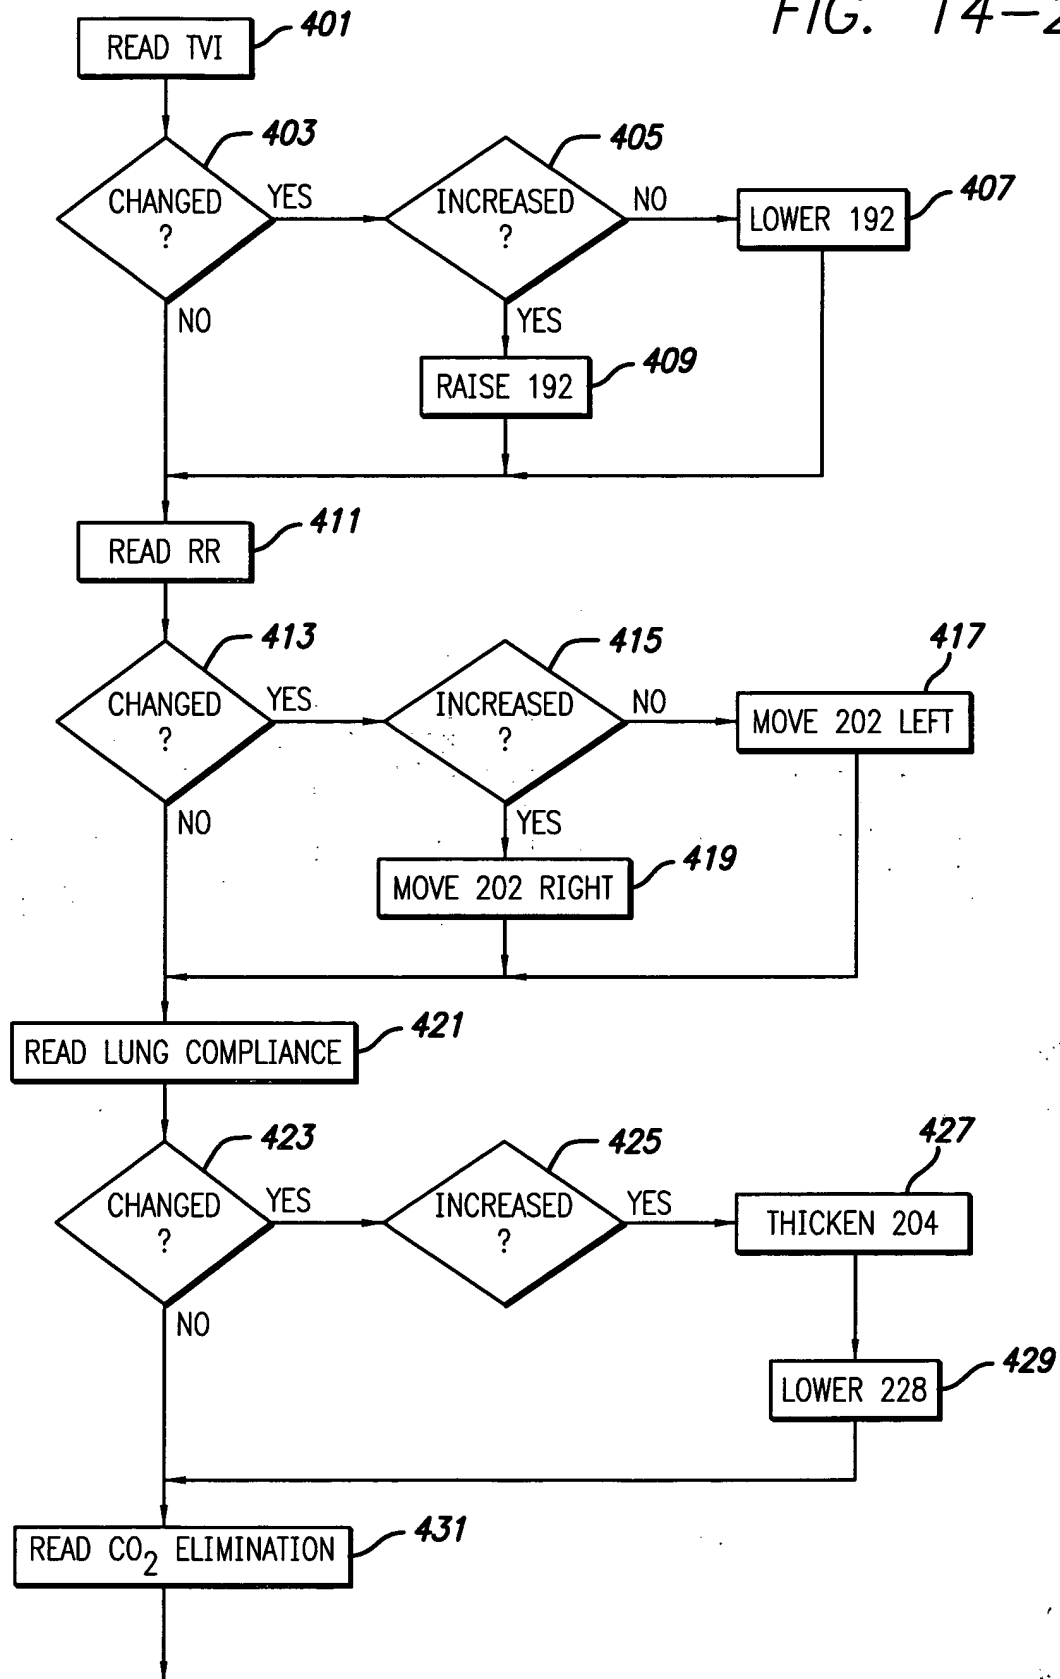 FIG. 14-2
READ TVI
401
403
CHANGED
?
YES
NO
405
INCREASED
?
NO
YES
407
LOWER 192
409
RAISE 192
411
READ RR
413
CHANGED
?
YES
NO
415
INCREASED
?
NO
YES
417
MOVE 202 LEFT
419
MOVE 202 RIGHT
421
READ LUNG COMPLIANCE
423
CHANGED
?
YES
NO
425
INCREASED
?
YES
427
THICKEN 204
429
LOWER 228
431
READ CO2 ELIMINATION